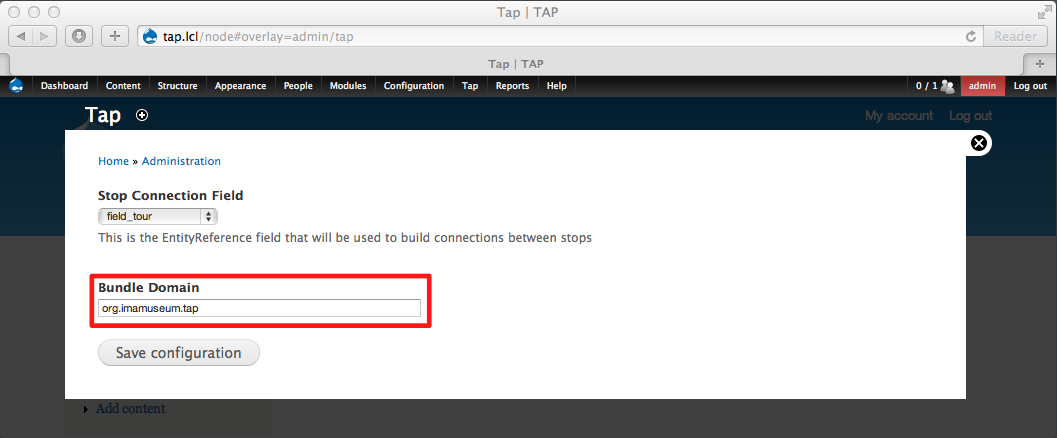 Tap | TAP
tap.lcl/node#overlay=admin/tap
Reader
Tap | TAP
Dashboard Content Structure Appearance People Modules Configuration Tap Reports Help 0 / 1 admin Log out
Tap
My account Log out
Home » Administration
Stop Connection Field
field_tour
This is the EntityReference field that will be used to build connections between stops
Bundle Domain
org.imamuseum.tap
Save configuration
Add content